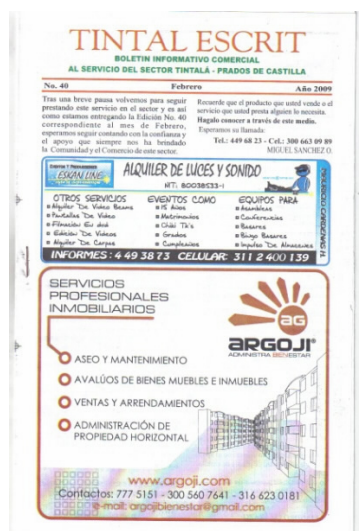 TINTAL ESCRIT
BOLETIN INFORMATIVO COMERCIAL
AL SERVICIO DEL SECTOR TINTALÁ - PRADOS DE CASTILLA
No. 40 Febrero Año 2009
Tras una breve pausa volvemos para seguir
prestando este servicio en el sector y es así
como estamos entregando la Edición No. 40
correspondiente al mes de Febrero,
esperamos seguir contando con la confianza y
el apoyo que siempre nos ha brindado
la Comunidad y el Comercio de este sector.
Recuerde que el producto que usted vende o el
servicio que usted presta alguien lo necesita.
Hagalo conocer a través de este medio.
Esperamos su llamada:
Tel.: 449 68 23 - Cel.: 300 663 09 89
MIGUEL SANCHEZ O.
ESKAN LINE
ALQUILER DE LUCES Y SONIDO
NIT: 80038533-1
OTROS SERVICIOS
Alquiler De Video Beams
Pantallas De Video
Filmación En dvd
Edición De Videos
Alquiler De Carpas
EVENTOS COMO
15 Años
Matrimonios
Chiki Tk's
Grados
Cumpleaños
EQUIPOS PARA
Asambleas
Conferencias
Bazares
Bingo Bazares
Impulso De Almacenes
INFORMES: 4 49 38 73 CELULAR: 311 2 400 139
SERVICIOS
PROFESIONALES
INMOBILIARIOS
AG
ARGOJI®
ADMINISTRA BIENESTAR
ASEO Y MANTENIMIENTO
AVALÚOS DE BIENES MUEBLES E INMUEBLES
VENTAS Y ARRENDAMIENTOS
ADMINISTRACIÓN DE
PROPIEDAD HORIZONTAL
www.argoji.com
Contactos: 777 5151 - 300 560 7641 - 316 623 0181
e-mail: argojibienestar@gmail.com